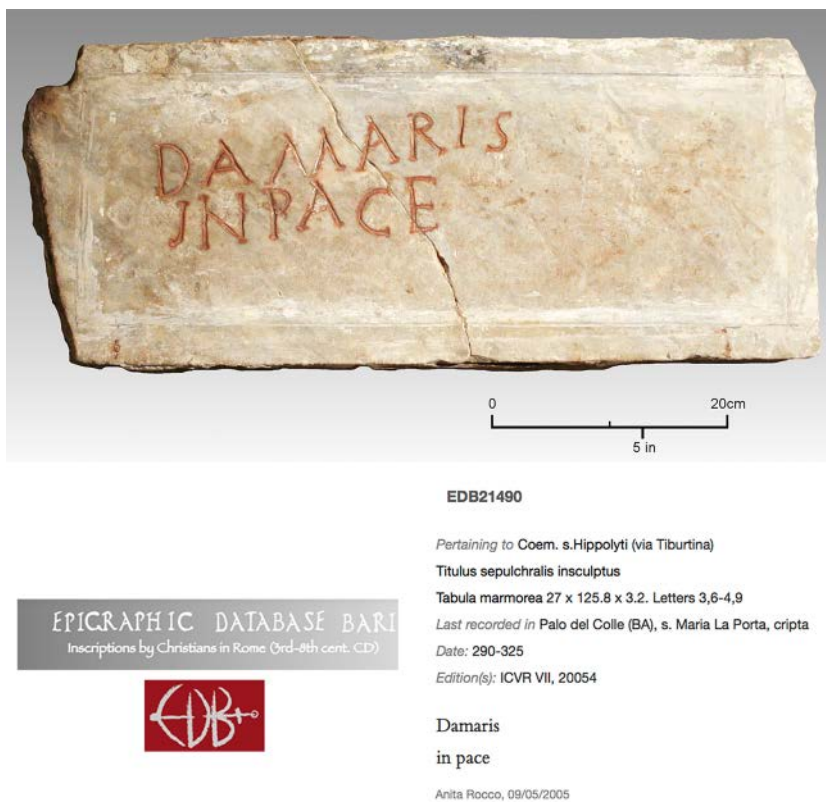 DAMARIS
IN PACE
0 20cm
5 in
EDB21490
Pertaining to Coem. s.Hippolyti (via Tiburtina)
Titulus sepulchralis insculptus
Tabula marmorea 27 x 125.8 x 3.2. Letters 3,6-4,9
Last recorded in Palo del Colle (BA), s. Maria La Porta, cripta
Date: 290-325
Edition(s): ICVR VII, 20054
Damaris
in pace
Anita Rocco, 09/05/2005
EPIGRAPHIC DATABASE BARI
Inscriptions by Christians in Rome (3rd-8th cent. CD)
EDB